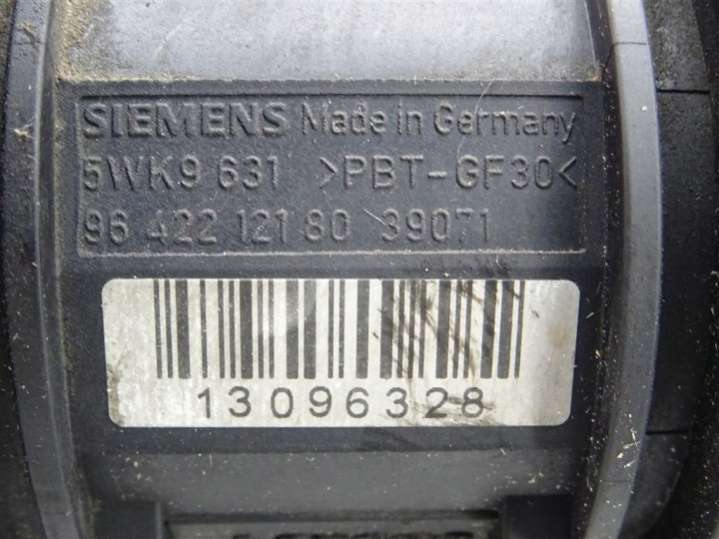 SIEMENS Made in Germany
5WK9 631 >PBT-GF30<
96 422 121 80 39071
13096328